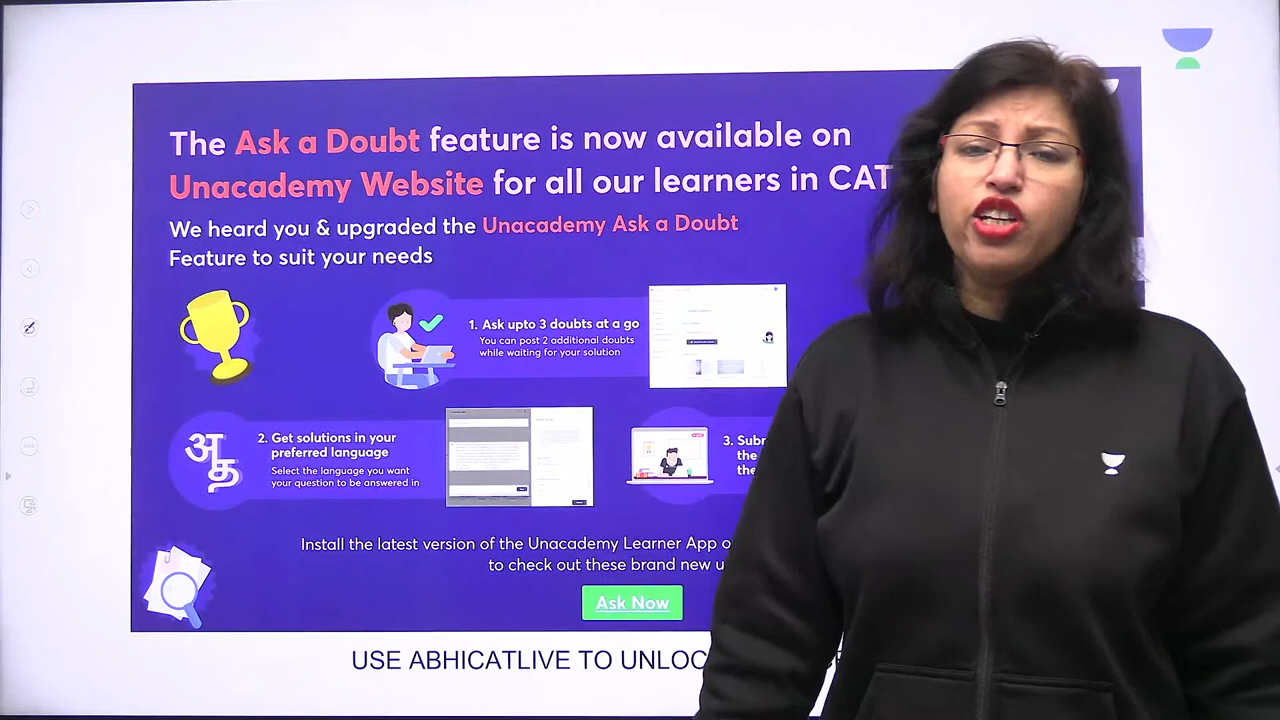 The Ask a Doubt feature is now available on
Unacademy Website for all our learners in CAT
We heard you & upgraded the Unacademy Ask a Doubt
Feature to suit your needs
1. Ask upto 3 doubts at a go
You can post 2 additional doubts
while waiting for your solution
अ
त
2. Get solutions in your
preferred language
Select the language you want
your question to be answered in
3.
the
the
Install the latest version of the Unacademy Learner App
to check out these brand new
Ask Now
USE ABHICATLIVE TO